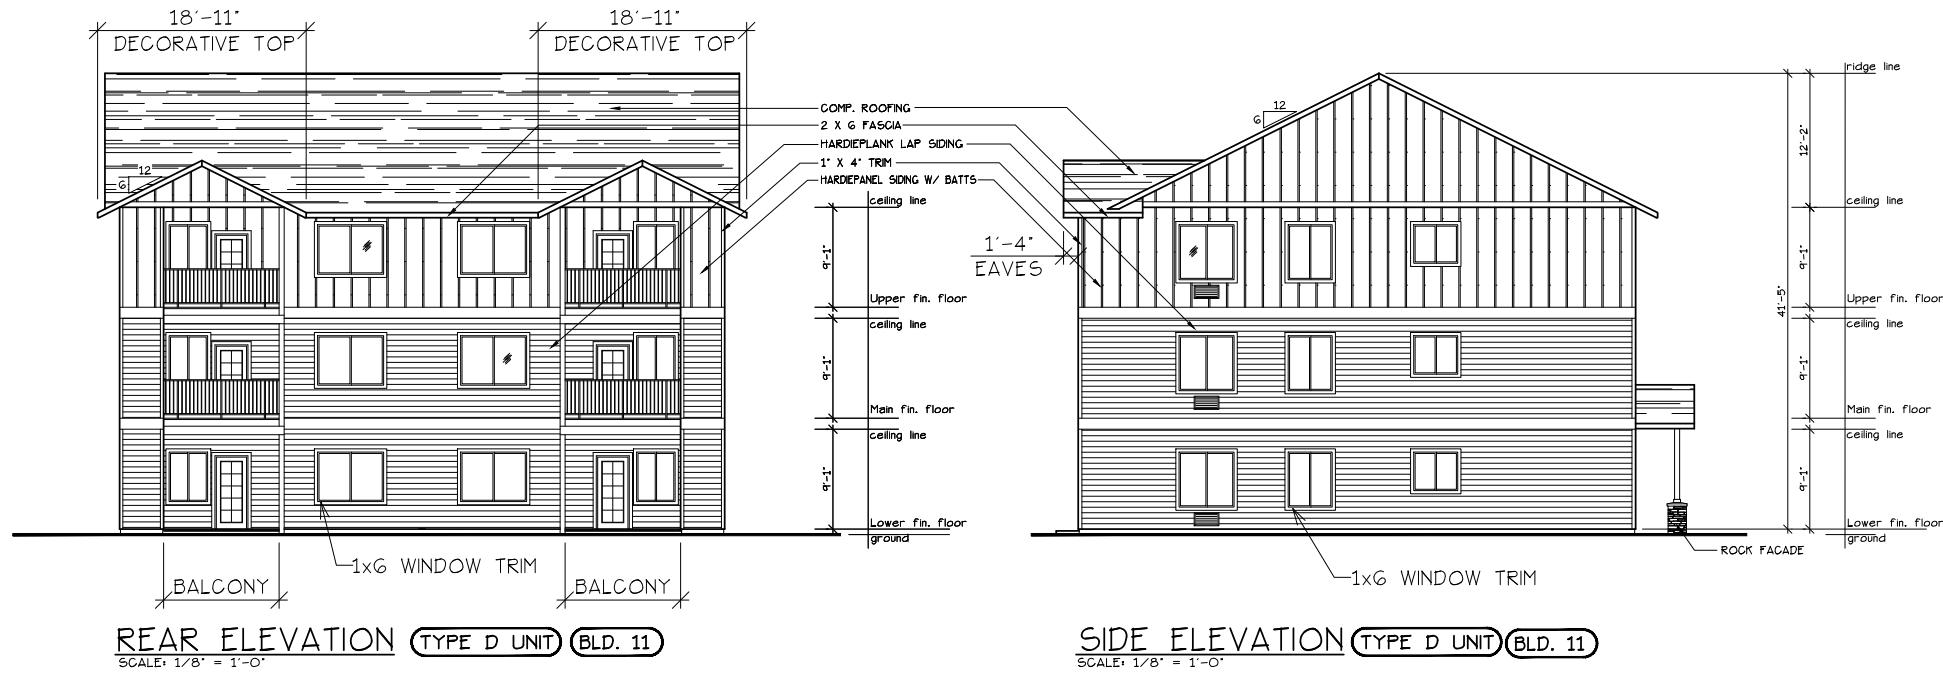 18'-11"
DECORATIVE TOP
18'-11"
DECORATIVE TOP
12
6
COMP. ROOFING
2 X 6 FASCIA
HARDIEPLANK LAP SIDING
1" X 4" TRIM
HARDIEPANEL SIDING W/ BATTS
ceiling line
9'-1"
Upper fin. floor
ceiling line
9'-1"
Main fin. floor
ceiling line
9'-1"
Lower fin. floor
ground
1x6 WINDOW TRIM
BALCONY
BALCONY
REAR ELEVATION
TYPE D UNIT
BLD. 11
SCALE: 1/8" = 1'-0"
12
6
1'-4"
EAVES
ridge line
12'-2"
ceiling line
9'-1"
41'-5"
Upper fin. floor
ceiling line
9'-1"
Main fin. floor
ceiling line
9'-1"
Lower fin. floor
ground
ROCK FACADE
1x6 WINDOW TRIM
SIDE ELEVATION
TYPE D UNIT
BLD. 11
SCALE: 1/8" = 1'-0"